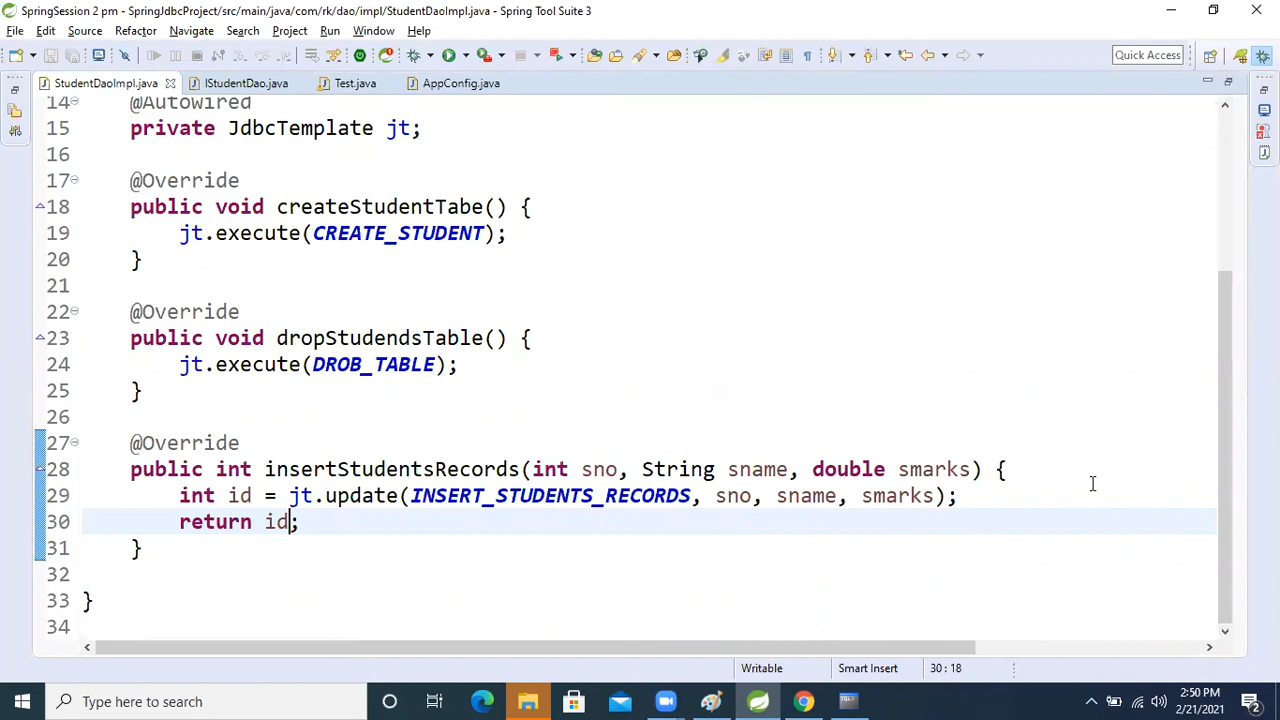 SpringSession 2 pm - SpringJdbcProject/src/main/java/com/rk/dao/impl/StudentDaoImpl.java - Spring Tool Suite 3
File Edit Source Refactor Navigate Search Project Run Window Help
Quick Access
StudentDaoImpl.java IStudentDao.java Test.java AppConfig.java
14 @Autowired
15 private JdbcTemplate jt;
16
17 @Override
18 public void createStudentTabe() {
19 jt.execute(CREATE_STUDENT);
20 }
21
22 @Override
23 public void dropStudendsTable() {
24 jt.execute(DROB_TABLE);
25 }
26
27 @Override
28 public int insertStudentsRecords(int sno, String sname, double smarks) {
29 int id = jt.update(INSERT_STUDENTS_RECORDS, sno, sname, smarks);
30 return id;
31 }
32
33 }
34
Writable Smart Insert 30 : 18
Type here to search
2:50 PM
2/21/2021
2